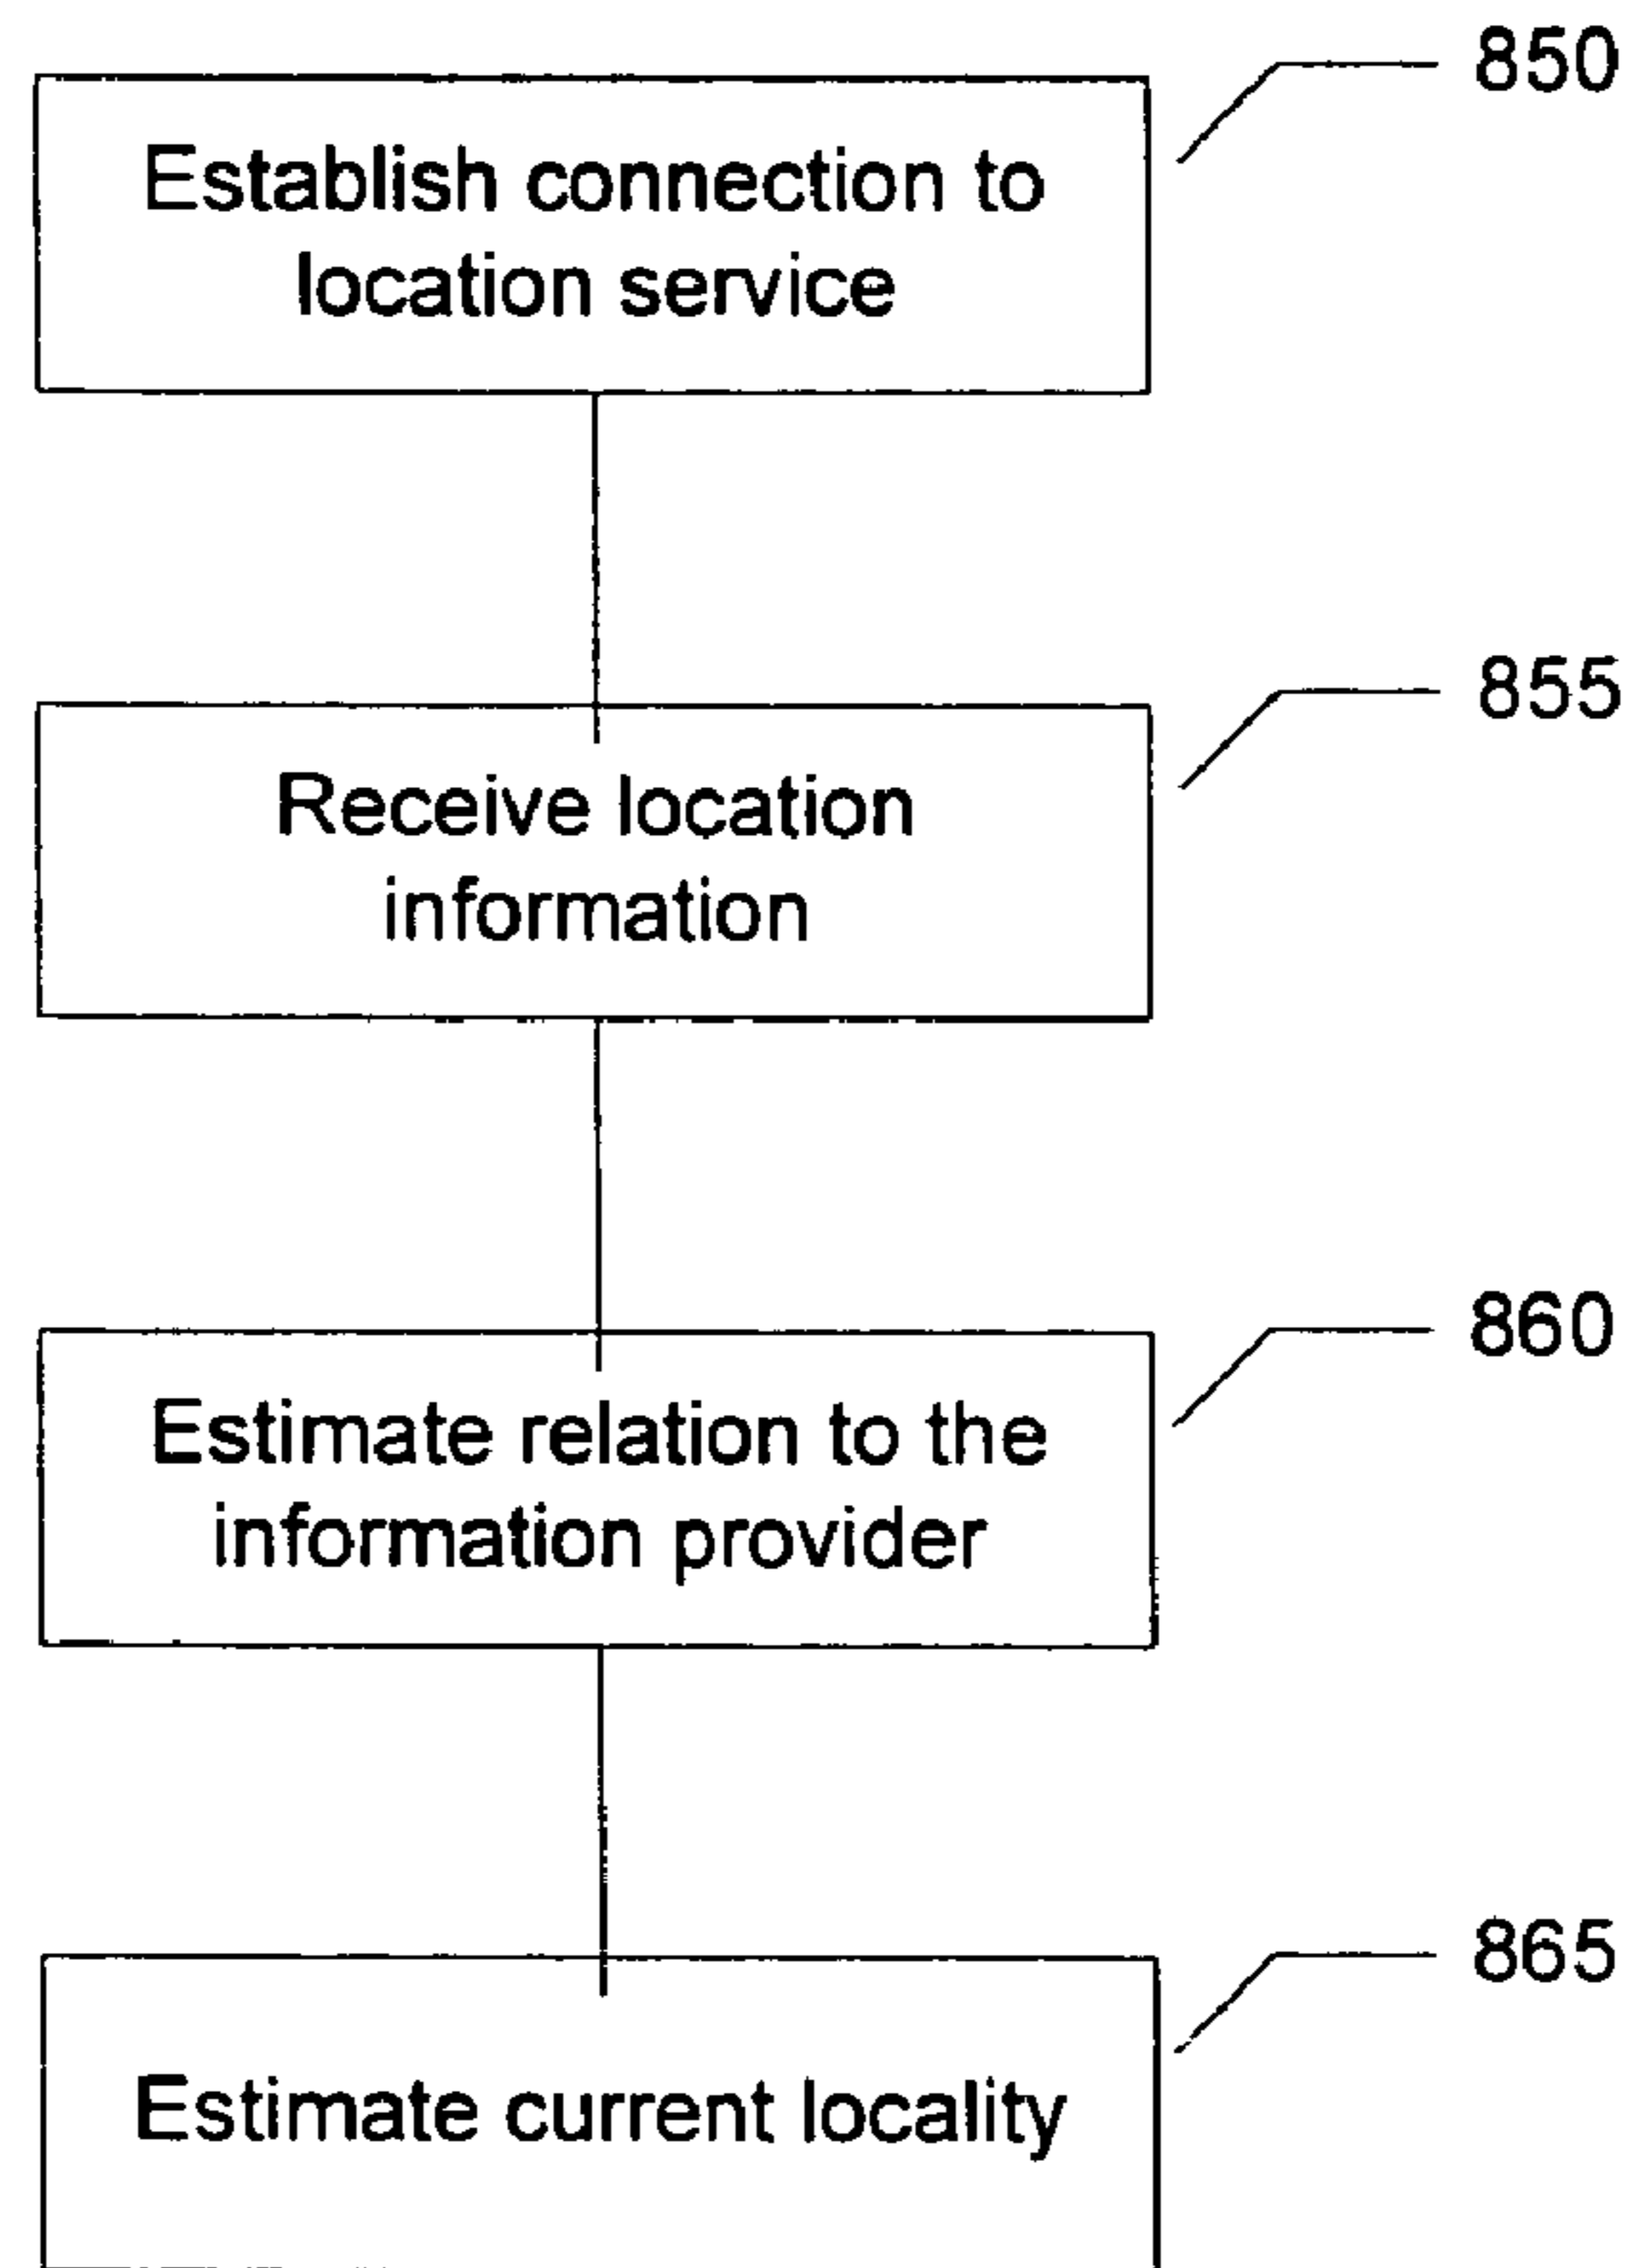 850
Establish connection to
location service
855
Receive location
information
860
Estimate relation to the
information provider
865
Estimate current locality